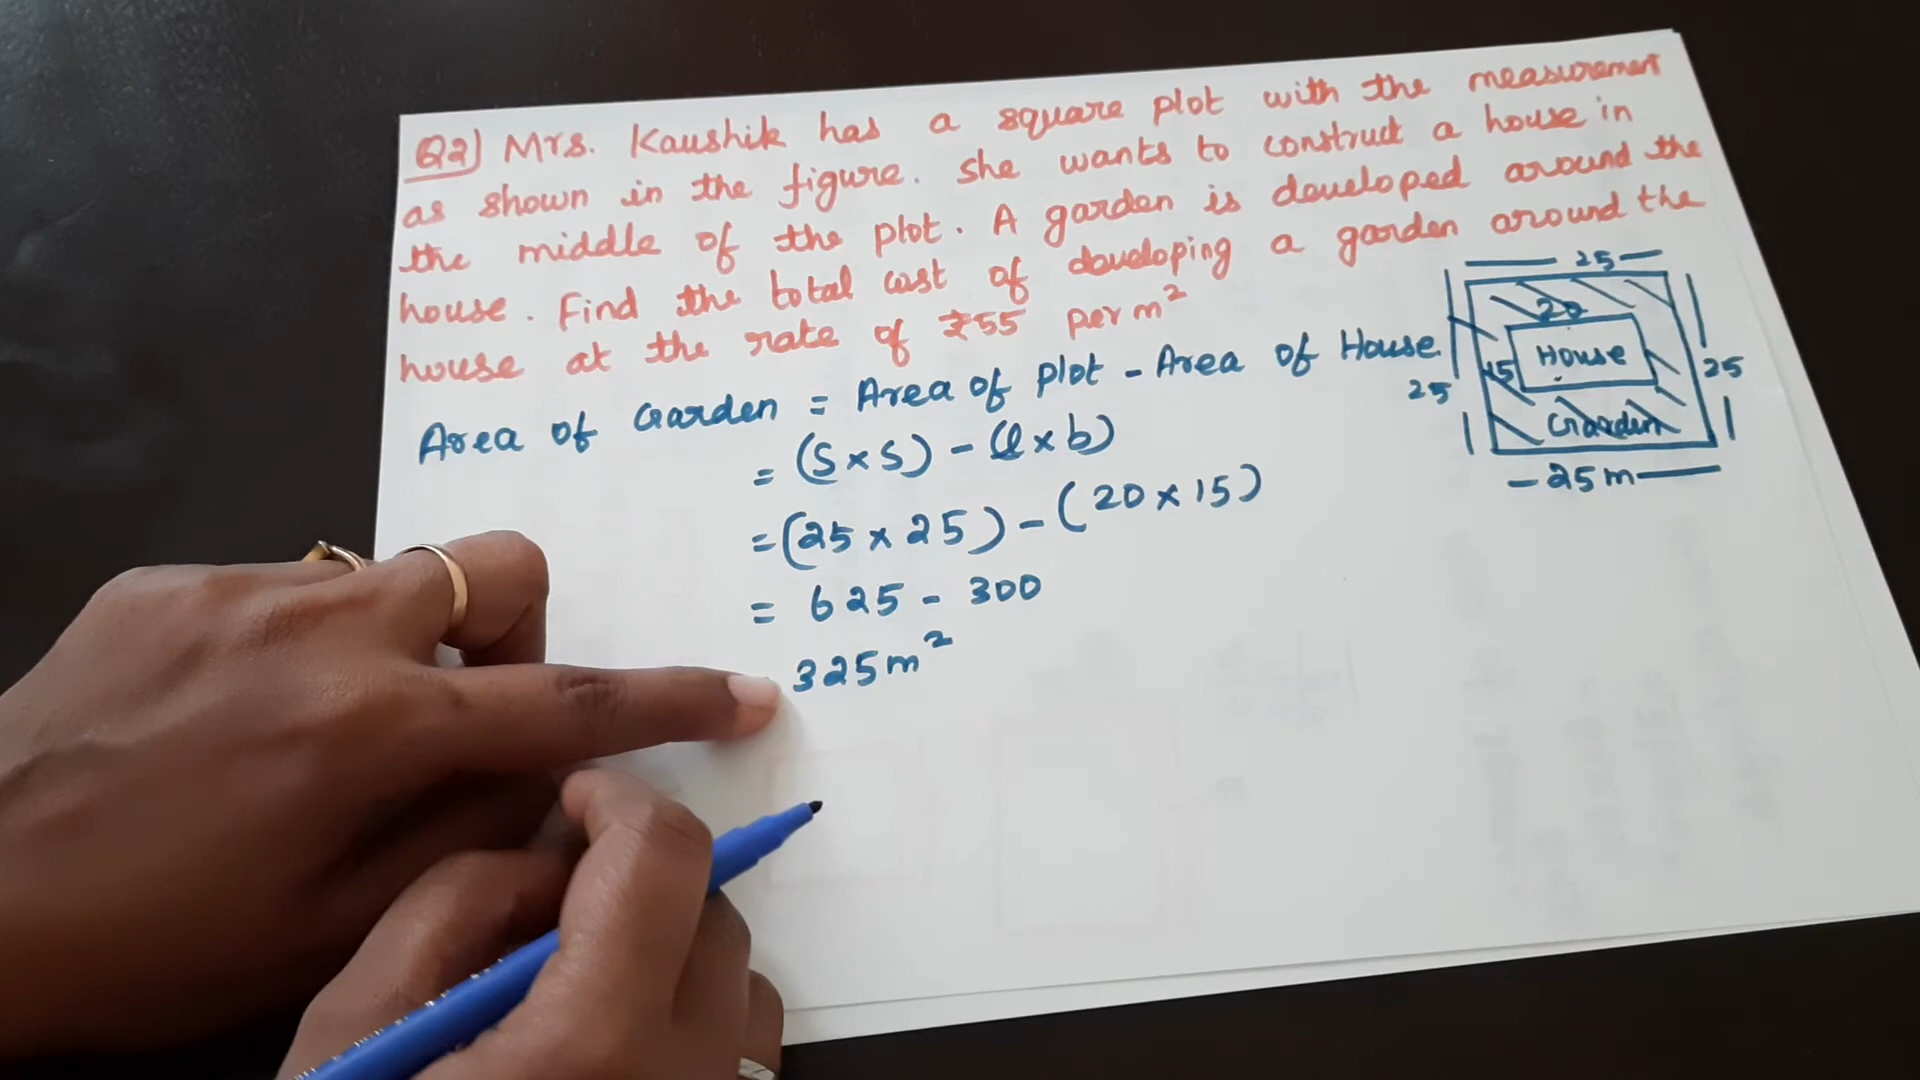 Q2) Mrs. Kaushik has a square plot with the measurement
as shown in the figure. She wants to construct a house in
the middle of the plot. A garden is developed around the
house. Find the total cost of developing a garden around the
house at the rate of ₹55 per m²
Area of Garden = Area of plot - Area of House.
= (S × S) - (l × b)
= (25 × 25) - (20 × 15)
= 625 - 300
325m²
25
20
15
House
25
25
Garden
25m